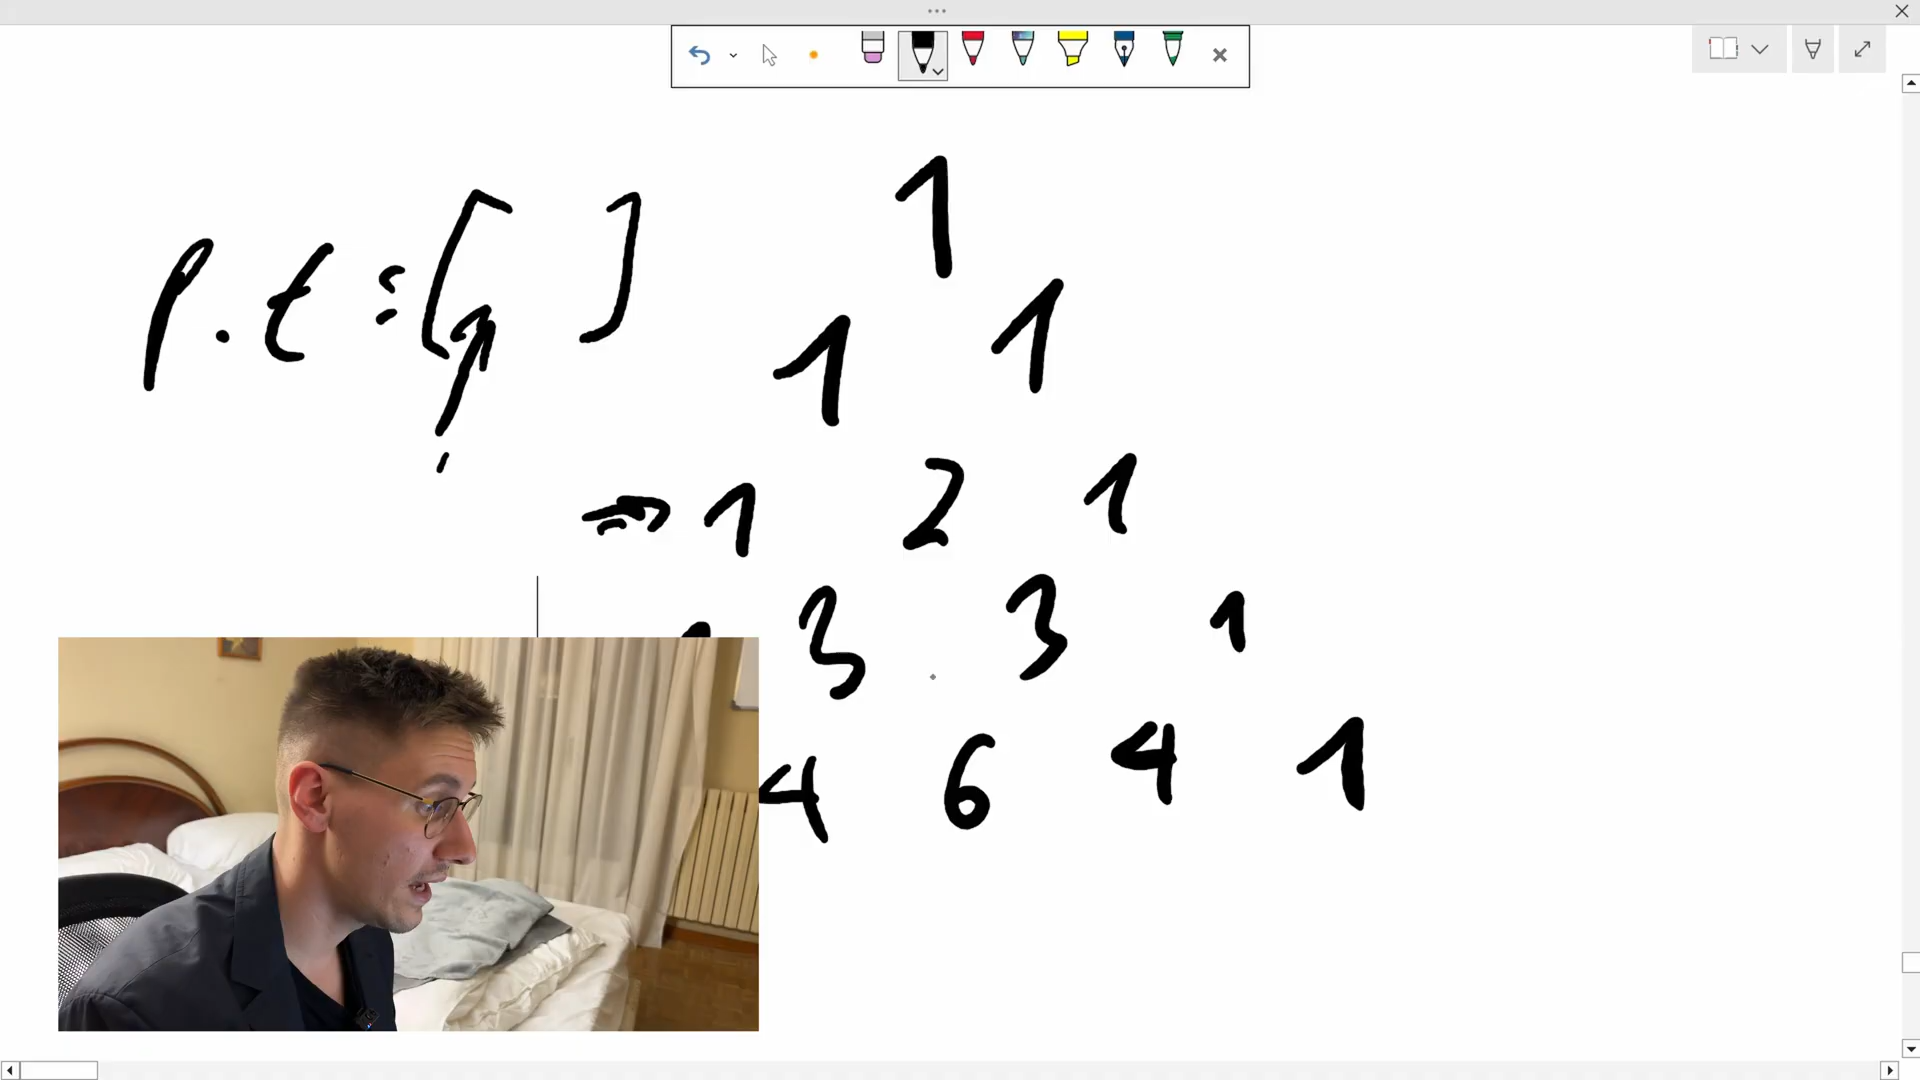 p.t :[ ]
1
1 1
⇒ 1 2 1
3 3 1
4 6 4 1